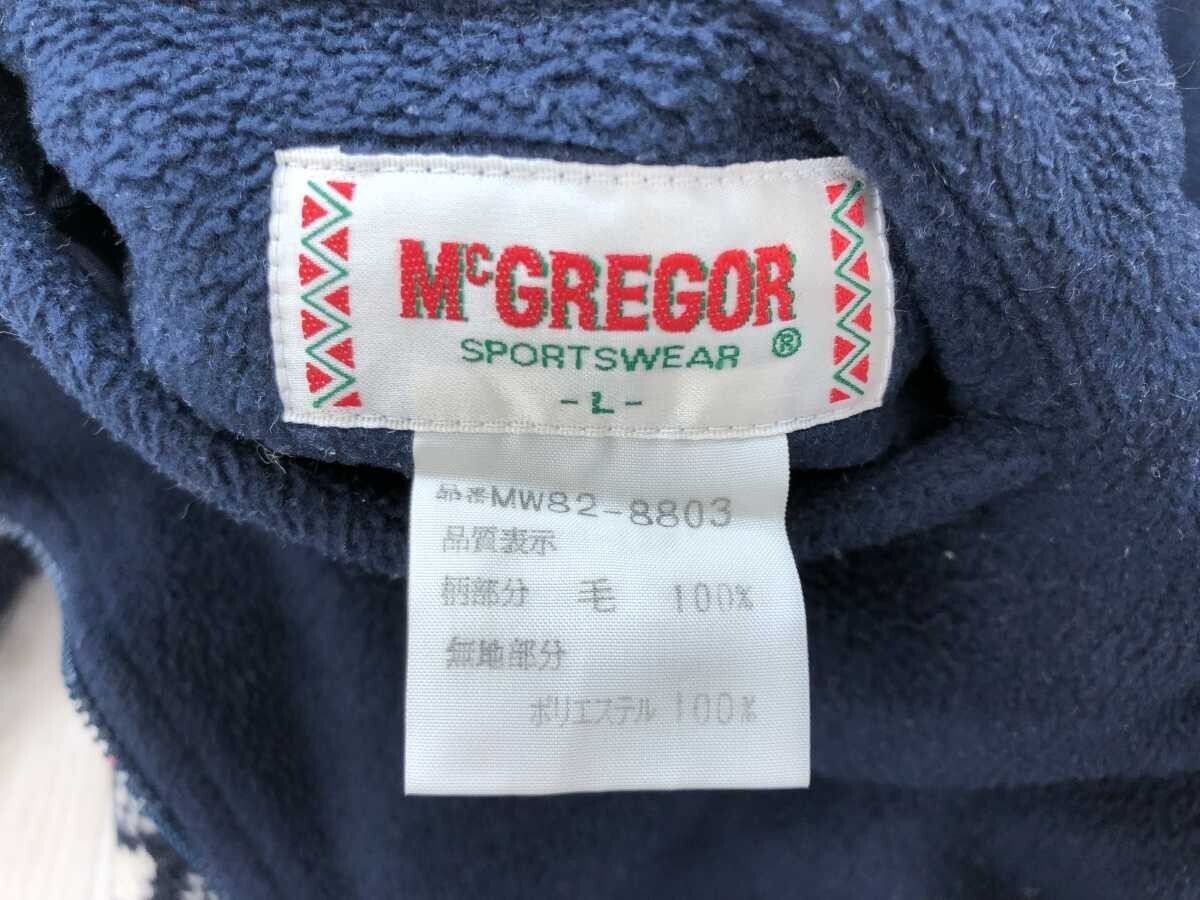 McGREGOR
SPORTSWEAR ®
- L -
品番MW82-8803
品質表示
柄部分 毛 100%
無地部分
ポリエステル 100%